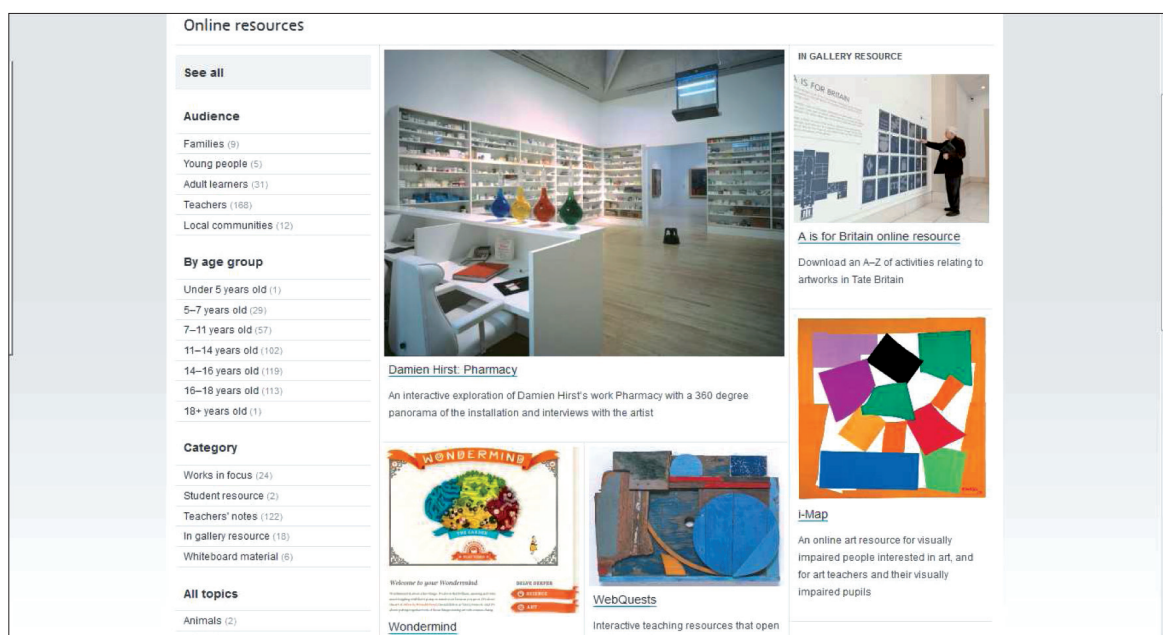 Online resources
See all
Audience
Families (9)
Young people (5)
Adult learners (31)
Teachers (168)
Local communities (12)
By age group
Under 5 years old (1)
5–7 years old (29)
7–11 years old (57)
11–14 years old (102)
14–16 years old (119)
16–18 years old (113)
18+ years old (1)
Category
Works in focus (24)
Student resource (2)
Teachers' notes (122)
In gallery resource (18)
Whiteboard material (6)
All topics
Animals (2)
Damien Hirst: Pharmacy
An interactive exploration of Damien Hirst's work Pharmacy with a 360 degree
panorama of the installation and interviews with the artist
WONDERMIND
Welcome to your Wondermind
DELVE DEEPER
SCIENCE
ART
Wondermind
WebQuests
Interactive teaching resources that open
IN GALLERY RESOURCE
A IS FOR BRITAIN
A is for Britain online resource
Download an A–Z of activities relating to
artworks in Tate Britain
i-Map
An online art resource for visually
impaired people interested in art, and
for art teachers and their visually
impaired pupils